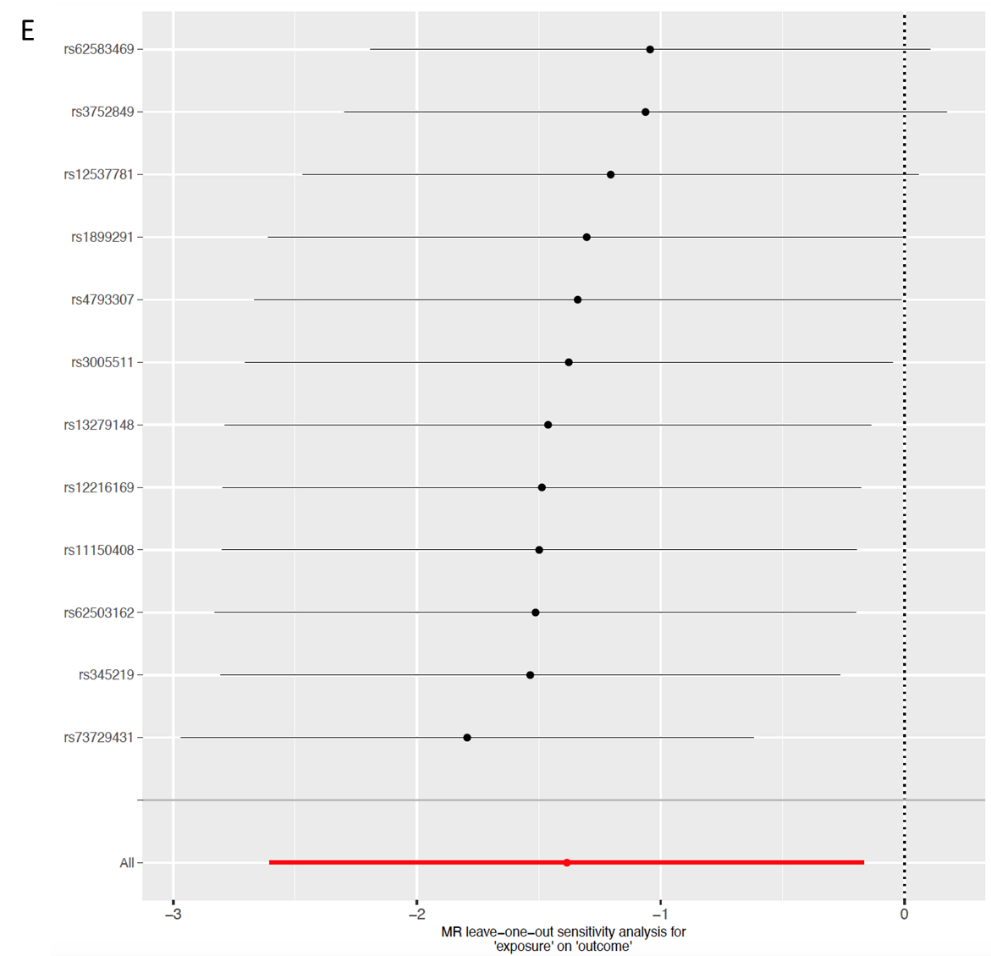 E
rs62583469
rs3752849
rs12537781
rs1899291
rs4793307
rs3005511
rs13279148
rs12216169
rs11150408
rs62503162
rs345219
rs73729431
All
−3 −2 −1 0
MR leave−one−out sensitivity analysis for
'exposure' on 'outcome'